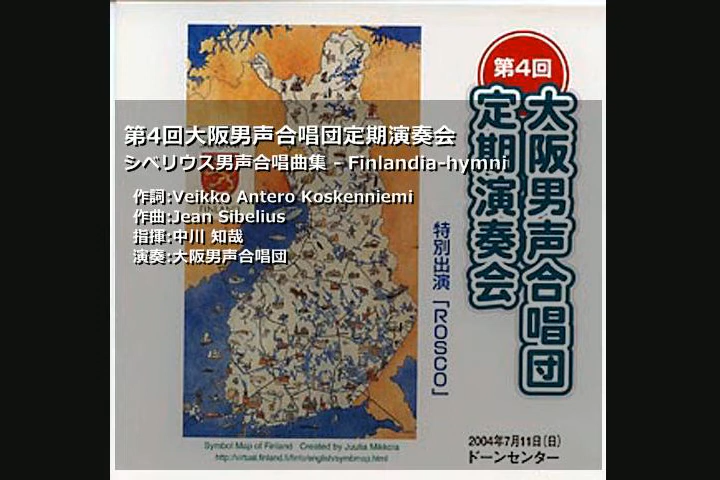 第4回大阪男声合唱団定期演奏会
シベリウス男声合唱曲集 - Finlandia-hymni
作詞:Veikko Antero Koskenniemi
作曲:Jean Sibelius
指揮:中川 知哉
演奏:大阪男声合唱団
第4回
大阪男声合唱団
定期演奏会
特別出演「ROSCO」
2004年7月11日(日)
ドーンセンター
Symbol Map of Finland Created by Juulia Mikkola